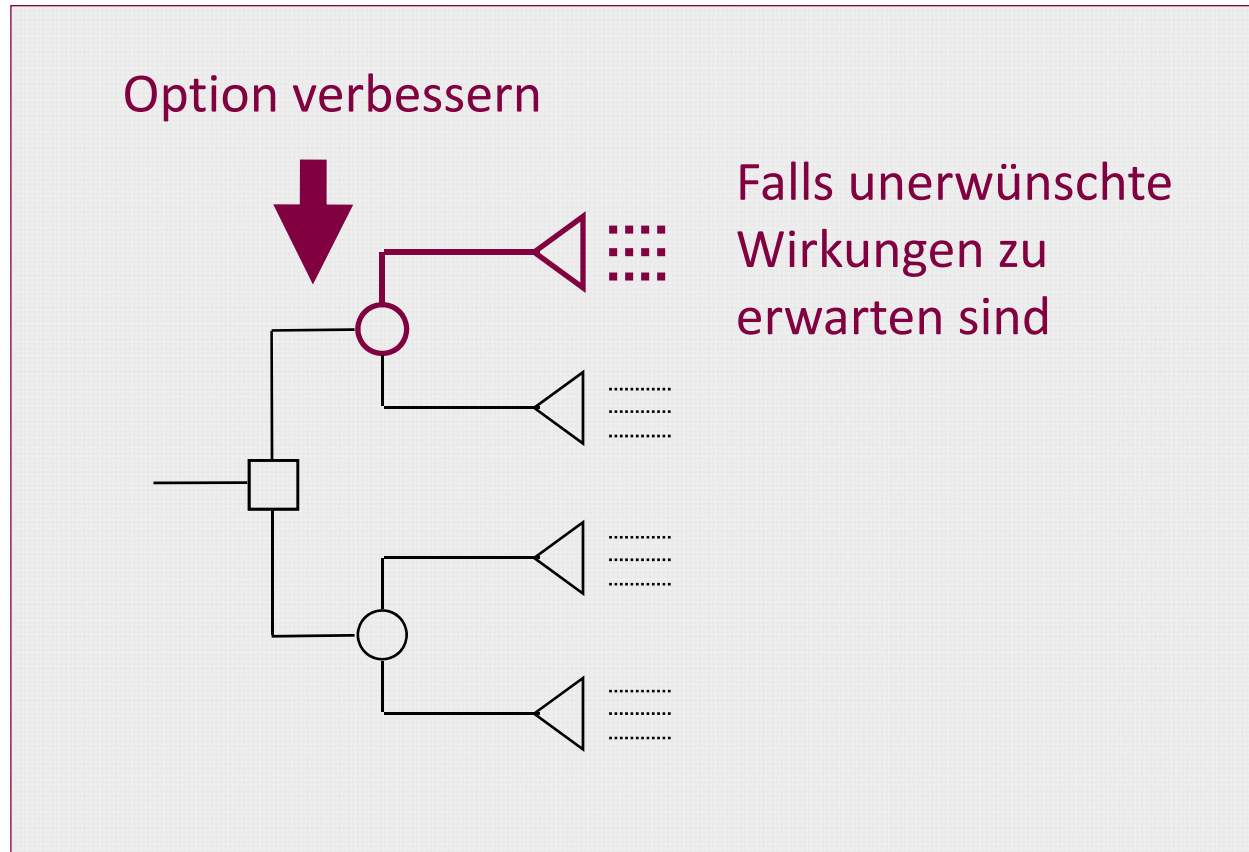 Option verbessern
Falls unerwünschte
Wirkungen zu
erwarten sind